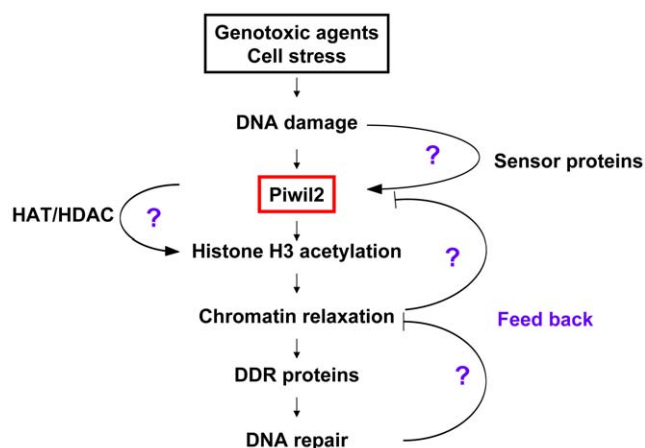 Genotoxic agents
Cell stress
DNA damage
?
Sensor proteins
Piwil2
HAT/HDAC
?
Histone H3 acetylation
?
Chromatin relaxation
Feed back
DDR proteins
?
DNA repair